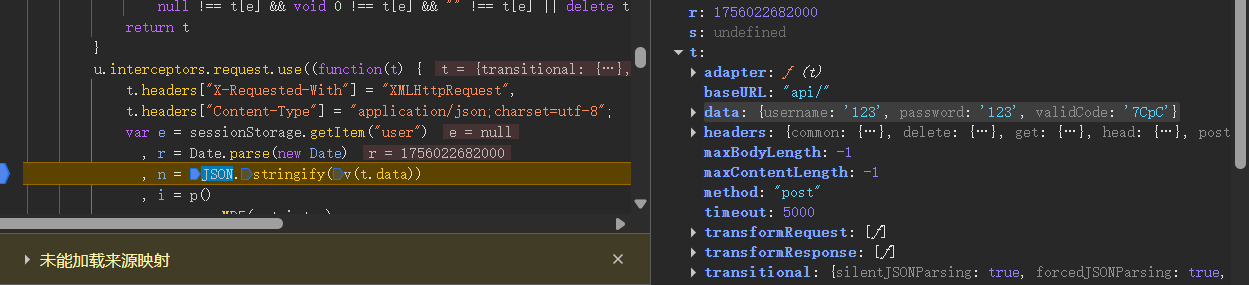 null !== t[e] && void 0 !== t[e] && "" !== t[e] || delete t
return t
}
u.interceptors.request.use((function(t) { t = {transitional: {…},
t.headers["X-Requested-With"] = "XMLHttpRequest",
t.headers["Content-Type"] = "application/json;charset=utf-8";
var e = sessionStorage.getItem("user") e = null
, r = Date.parse(new Date) r = 1756022682000
, n = JSON.stringify(v(t.data))
, i = p()
未能加载来源映射
r: 1756022682000
s: undefined
t:
adapter: ƒ (t)
baseURL: "api/"
data: {username: '123', password: '123', validCode: '7CpC'}
headers: {common: {…}, delete: {…}, get: {…}, head: {…}, post
maxBodyLength: -1
maxContentLength: -1
method: "post"
timeout: 5000
transformRequest: [ƒ]
transformResponse: [ƒ]
transitional: {silentJSONParsing: true, forcedJSONParsing: true,